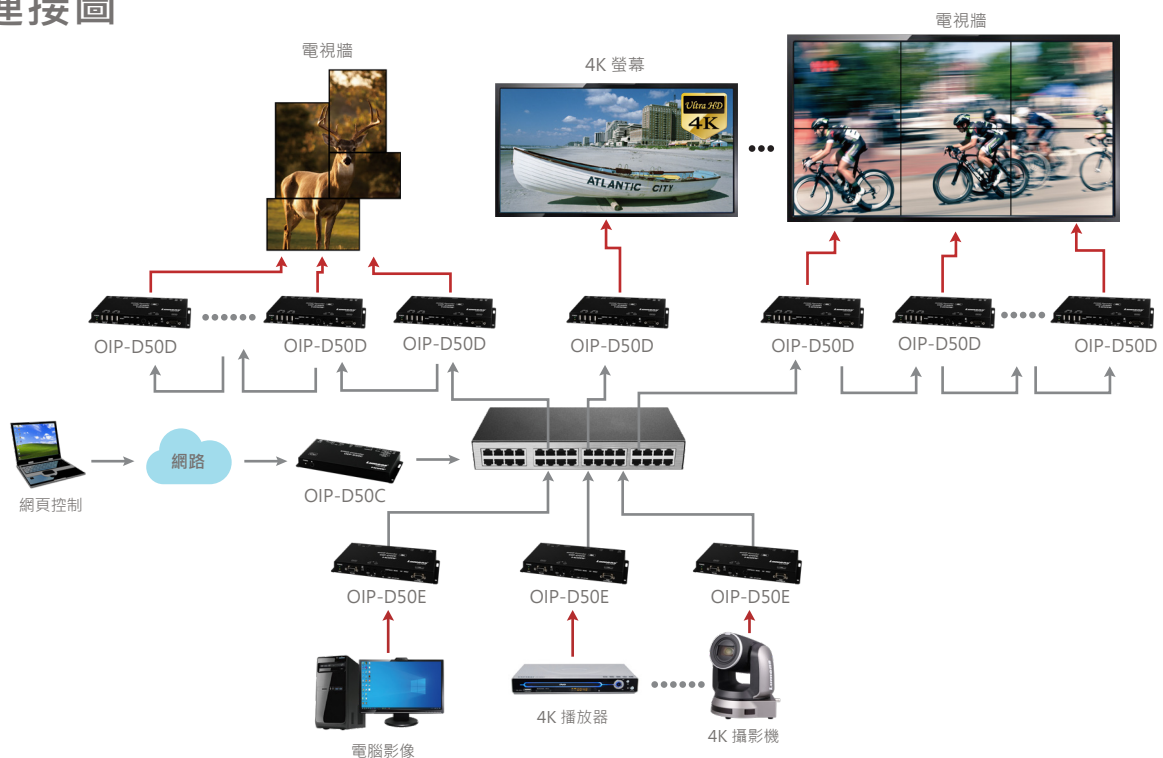 連接圖
電視牆
4K 螢幕
電視牆
Ultra HD
4K
ATLANTIC CITY
OIP-D50D
OIP-D50D
OIP-D50D
OIP-D50D
OIP-D50D
OIP-D50D
OIP-D50D
網頁控制
網路
OIP-D50C
OIP-D50E
OIP-D50E
OIP-D50E
電腦影像
4K 播放器
4K 攝影機